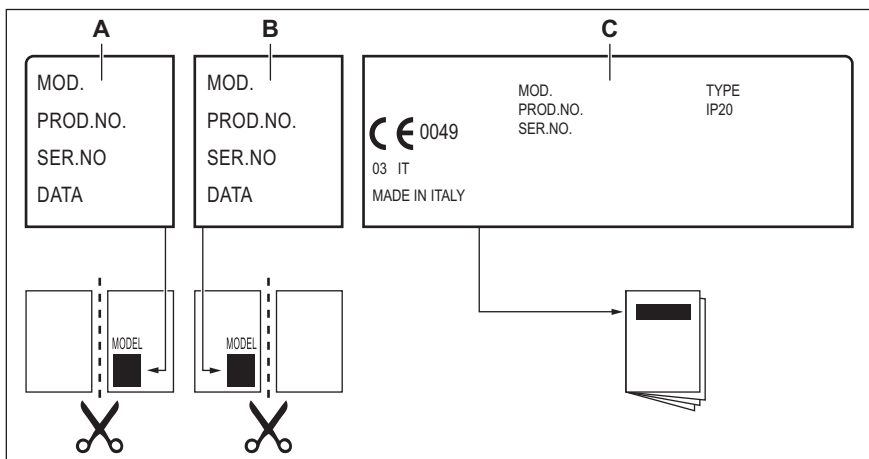 A
B
C
MOD.
PROD.NO.
SER.NO
DATA
MOD.
PROD.NO.
SER.NO
DATA
MOD.
PROD.NO.
SER.NO.
TYPE
IP20
CE 0049
03 IT
MADE IN ITALY
MODEL
MODEL